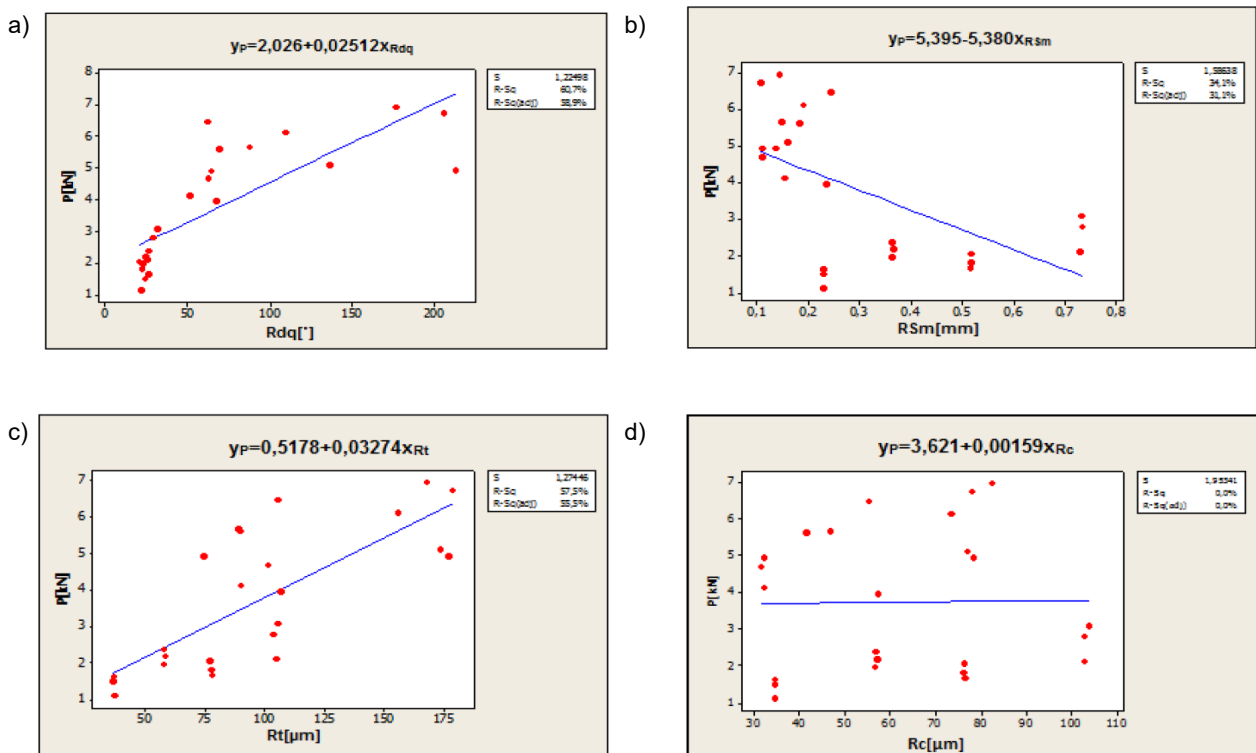 a)
yP=2,026+0,02512xRdq
S 1,22498
R-Sq 60,7%
R-Sq(adj) 58,9%
P[kN]
8
7
6
5
4
3
2
1
0 50 100 150 200
Rdq[°]
b)
yP=5,395-5,380xRSm
S 1,58638
R-Sq 34,1%
R-Sq(adj) 31,1%
P[kN]
7
6
5
4
3
2
1
0,1 0,2 0,3 0,4 0,5 0,6 0,7 0,8
RSm[mm]
c)
yP=0,5178+0,03274xRt
S 1,27446
R-Sq 57,5%
R-Sq(adj) 55,5%
P[kN]
7
6
5
4
3
2
1
50 75 100 125 150 175
Rt[µm]
d)
yP=3,621+0,00159xRc
S
R-Sq 0,0%
R-Sq(adj) 0,0%
P[kN]
7
6
5
4
3
2
1
30 40 50 60 70 80 90 100 110
Rc[µm]